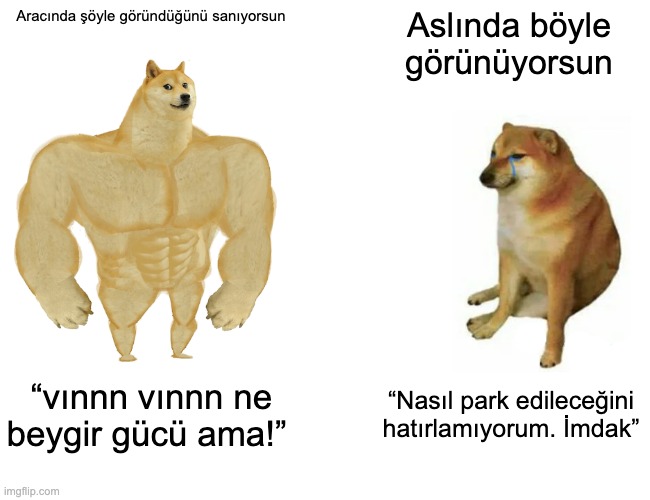 Aracında şöyle göründüğünü sanıyorsun
Aslında böyle
görünüyorsun
“vınnn vınnn ne
beygir gücü ama!”
“Nasıl park edileceğini
hatırlamıyorum. İmdak”
imgflip.com